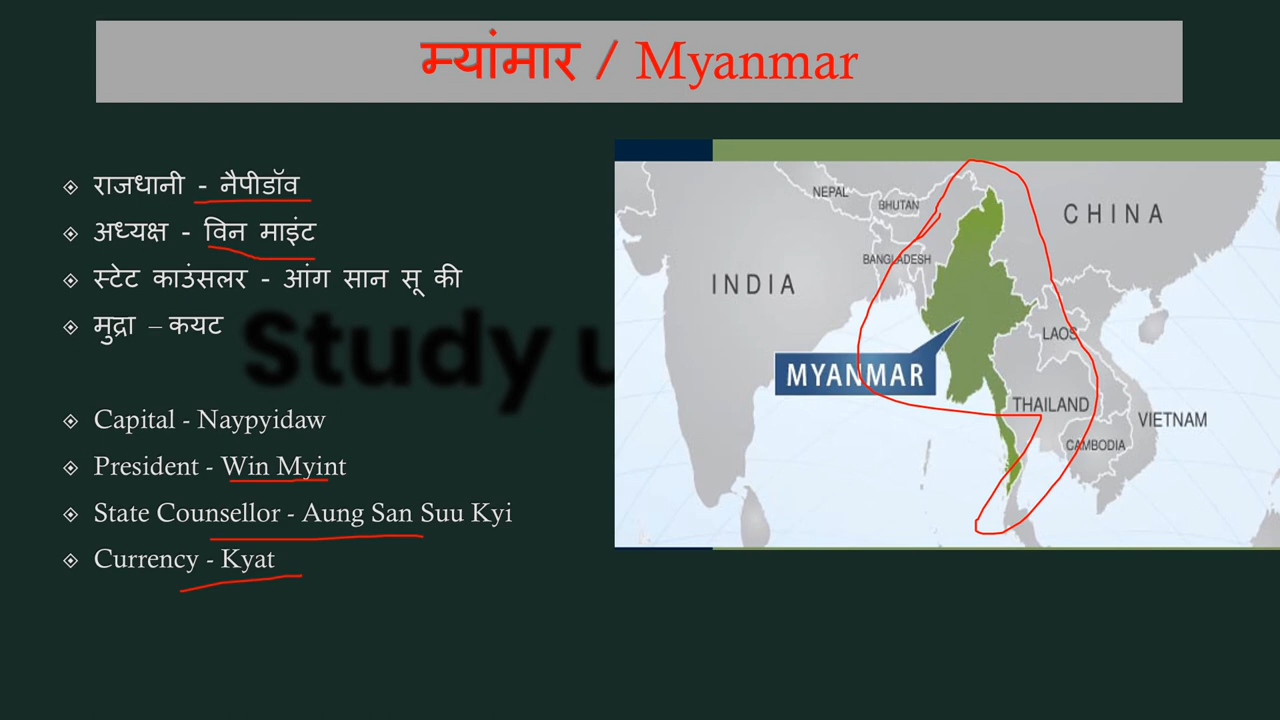 म्यांमार / Myanmar
राजधानी - नैपीडॉव
अध्यक्ष - विन माइंट
स्टेट काउंसलर - आंग सान सू की
मुद्रा – कयट
Study u
Capital - Naypyidaw
President - Win Myint
State Counsellor - Aung San Suu Kyi
Currency - Kyat
NEPAL
BHUTAN
CHINA
BANGLADESH
INDIA
LAOS
MYANMAR
THAILAND
VIETNAM
CAMBODIA